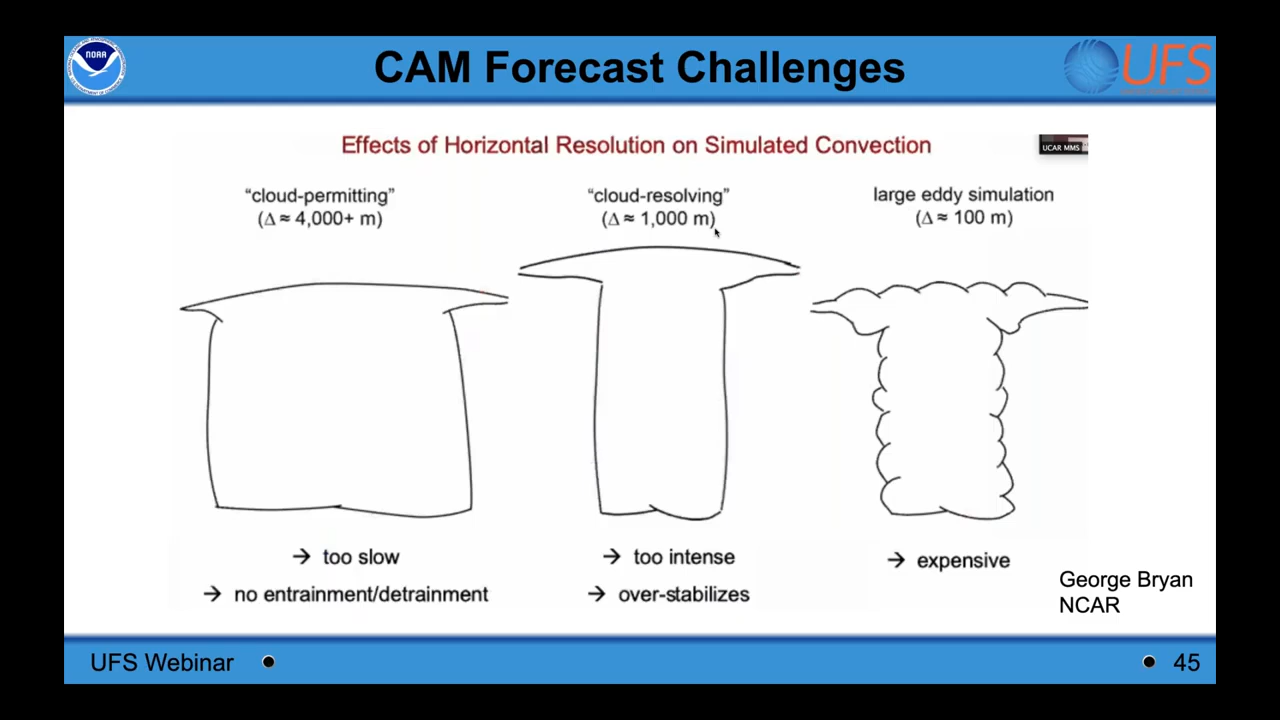 NOAA
CAM Forecast Challenges
UFS
Effects of Horizontal Resolution on Simulated Convection
UCAR MMS
“cloud-permitting”
(Δ ≈ 4,000+ m)
“cloud-resolving”
(Δ ≈ 1,000 m)
large eddy simulation
(Δ ≈ 100 m)
→ too slow
→ no entrainment/detrainment
→ too intense
→ over-stabilizes
→ expensive
George Bryan
NCAR
UFS Webinar
45